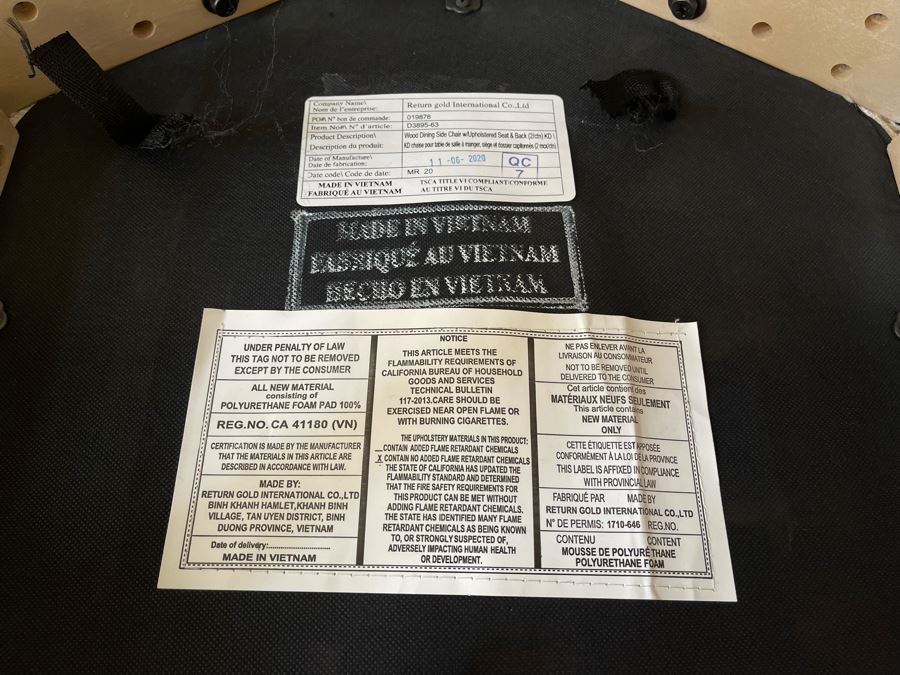 Company Name\
Nom de l'entreprise:
Return gold International Co.,Ltd
PO#\ N° bon de commande:
019876
Item No#\ N° d'article:
D3895-63
Product Description\
Description du produit:
Wood Dining Side Chair w/Upholstered Seat & Back (2/ctn) KD \
KD chaise pour table de salle à manger, siège et dossier capitonnés (2 mcx/ctn)
Date of Manufacture\
Date de fabrication:
11-06-2020
QC
7
Date code\ Code de date:
MR 20
MADE IN VIETNAM
FABRIQUÉ AU VIETNAM
TSCA TITLE VI COMPLIANT/CONFORME
AU TITRE VI DU TSCA
MADE IN VIETNAM
FABRIQUÉ AU VIETNAM
HECHO EN VIETNAM
UNDER PENALTY OF LAW
THIS TAG NOT TO BE REMOVED
EXCEPT BY THE CONSUMER
ALL NEW MATERIAL
consisting of
POLYURETHANE FOAM PAD 100%
REG.NO. CA 41180 (VN)
CERTIFICATION IS MADE BY THE MANUFACTURER
THAT THE MATERIALS IN THIS ARTICLE ARE
DESCRIBED IN ACCORDANCE WITH LAW.
MADE BY:
RETURN GOLD INTERNATIONAL CO.,LTD
BINH KHANH HAMLET,KHANH BINH
VILLAGE, TAN UYEN DISTRICT, BINH
DUONG PROVINCE, VIETNAM
Date of delivery:..............................
MADE IN VIETNAM
NOTICE
THIS ARTICLE MEETS THE
FLAMMABILITY REQUIREMENTS OF
CALIFORNIA BUREAU OF HOUSEHOLD
GOODS AND SERVICES
TECHNICAL BULLETIN
117-2013.CARE SHOULD BE
EXERCISED NEAR OPEN FLAME OR
WITH BURNING CIGARETTES.
THE UPHOLSTERY MATERIALS IN THIS PRODUCT:
__CONTAIN ADDED FLAME RETARDANT CHEMICALS
X CONTAIN NO ADDED FLAME RETARDANT CHEMICALS
THE STATE OF CALIFORNIA HAS UPDATED THE
FLAMMABILITY STANDARD AND DETERMINED
THAT THE FIRE SAFETY REQUIREMENTS FOR
THIS PRODUCT CAN BE MET WITHOUT
ADDING FLAME RETARDANT CHEMICALS.
THE STATE HAS IDENTIFIED MANY FLAME
RETARDANT CHEMICALS AS BEING KNOWN
TO, OR STRONGLY SUSPECTED OF,
ADVERSELY IMPACTING HUMAN HEALTH
OR DEVELOPMENT.
NE PAS ENLEVER AVANT LA
LIVRAISON AU CONSOMMATEUR
NOT TO BE REMOVED UNTIL
DELIVERED TO THE CONSUMER
Cet article contient des
MATÉRIAUX NEUFS SEULEMENT
This article contains
NEW MATERIAL
ONLY
CETTE ÉTIQUETTE EST APPOSÉE
CONFORMÉMENT À LA LOI DE LA PROVINCE
THIS LABEL IS AFFIXED IN COMPLIANCE
WITH PROVINCIAL LAW
FABRIQUÉ PAR MADE BY
RETURN GOLD INTERNATIONAL CO.,LTD
N° DE PERMIS: 1710-646 REG.NO.
CONTENU CONTENT
MOUSSE DE POLYURÉTHANE
POLYURETHANE FOAM